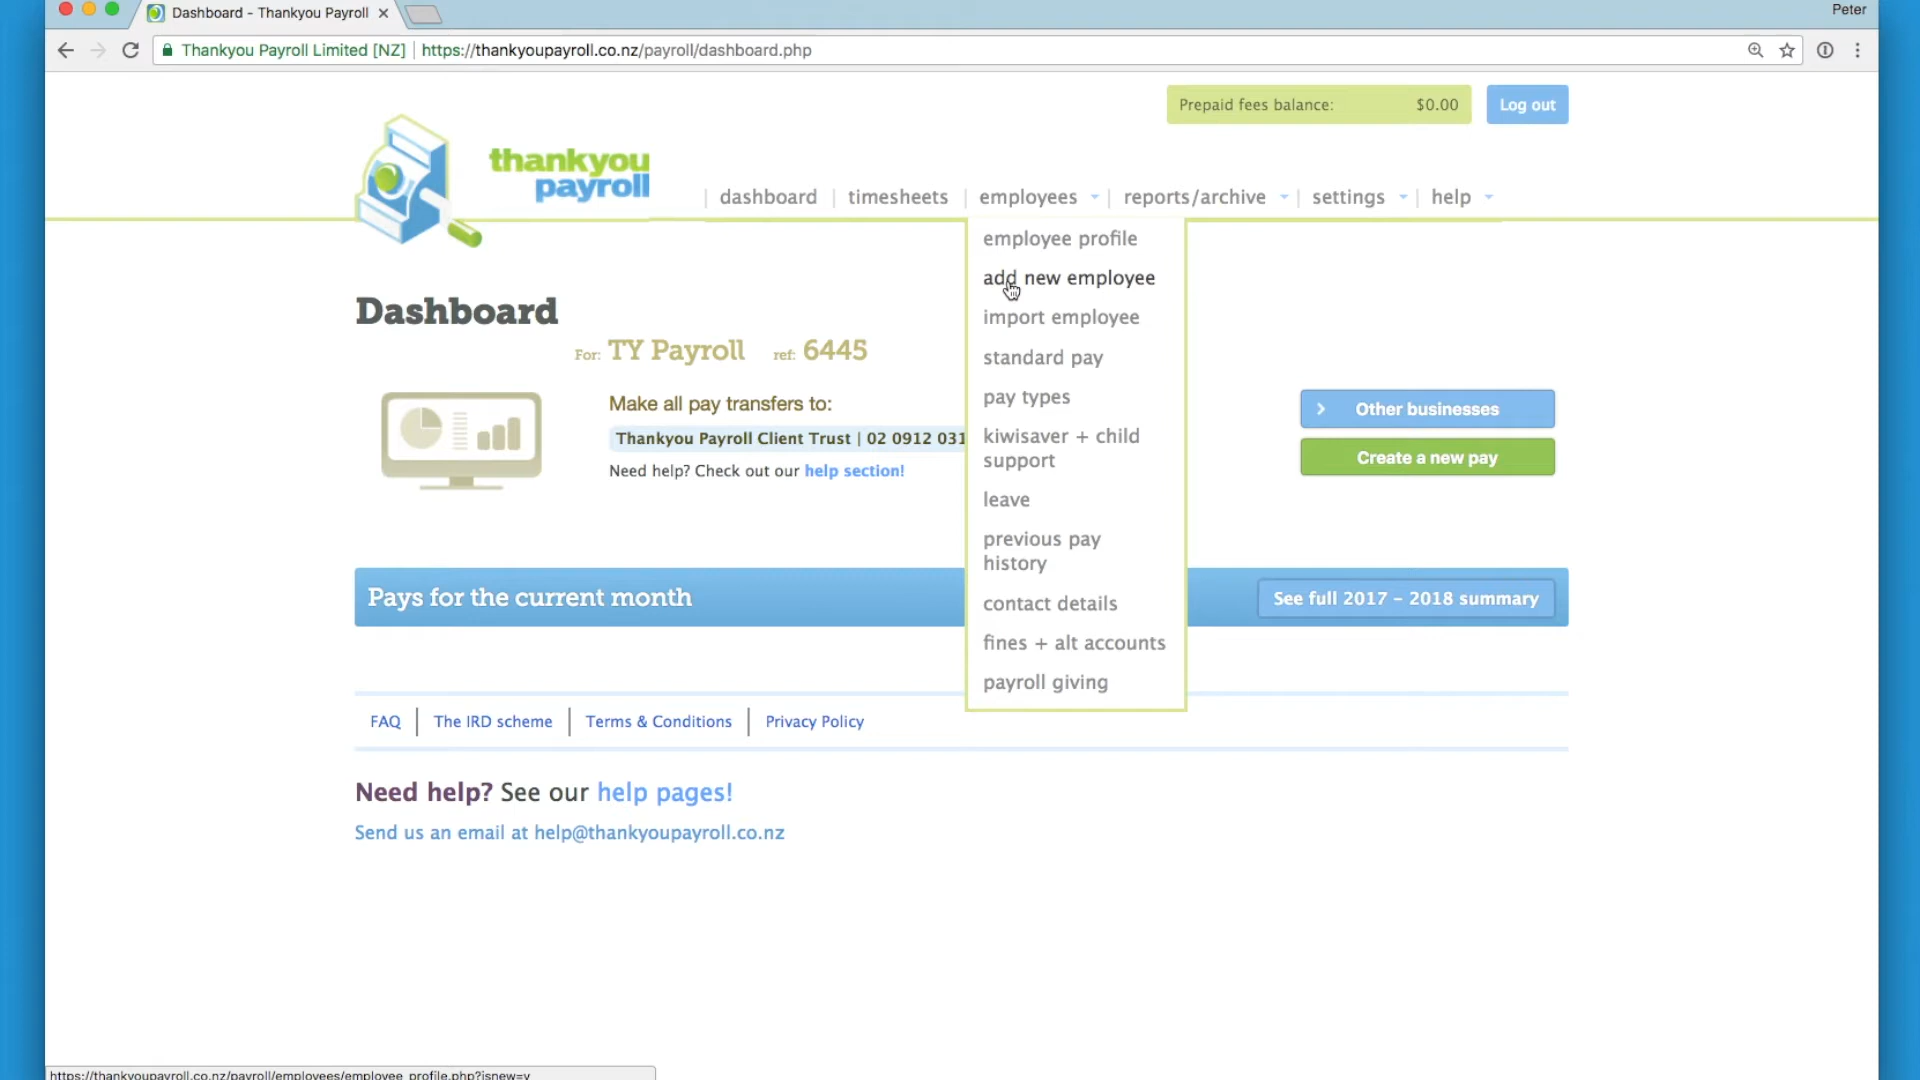 Dashboard - Thankyou Payroll
Peter
Thankyou Payroll Limited [NZ] | https://thankyoupayroll.co.nz/payroll/dashboard.php
Prepaid fees balance: $0.00
Log out
thankyou
payroll
dashboard timesheets employees reports/archive settings help
employee profile
add new employee
import employee
standard pay
pay types
kiwisaver + child
support
leave
previous pay
history
contact details
fines + alt accounts
payroll giving
Dashboard
For: TY Payroll ref: 6445
Make all pay transfers to:
Thankyou Payroll Client Trust | 02 0912 031
Need help? Check out our help section!
Other businesses
Create a new pay
Pays for the current month
See full 2017 - 2018 summary
FAQ The IRD scheme Terms & Conditions Privacy Policy
Need help? See our help pages!
Send us an email at help@thankyoupayroll.co.nz
https://thankyoupayroll.co.nz/payroll/employees/employee_profile.php?isnew=y